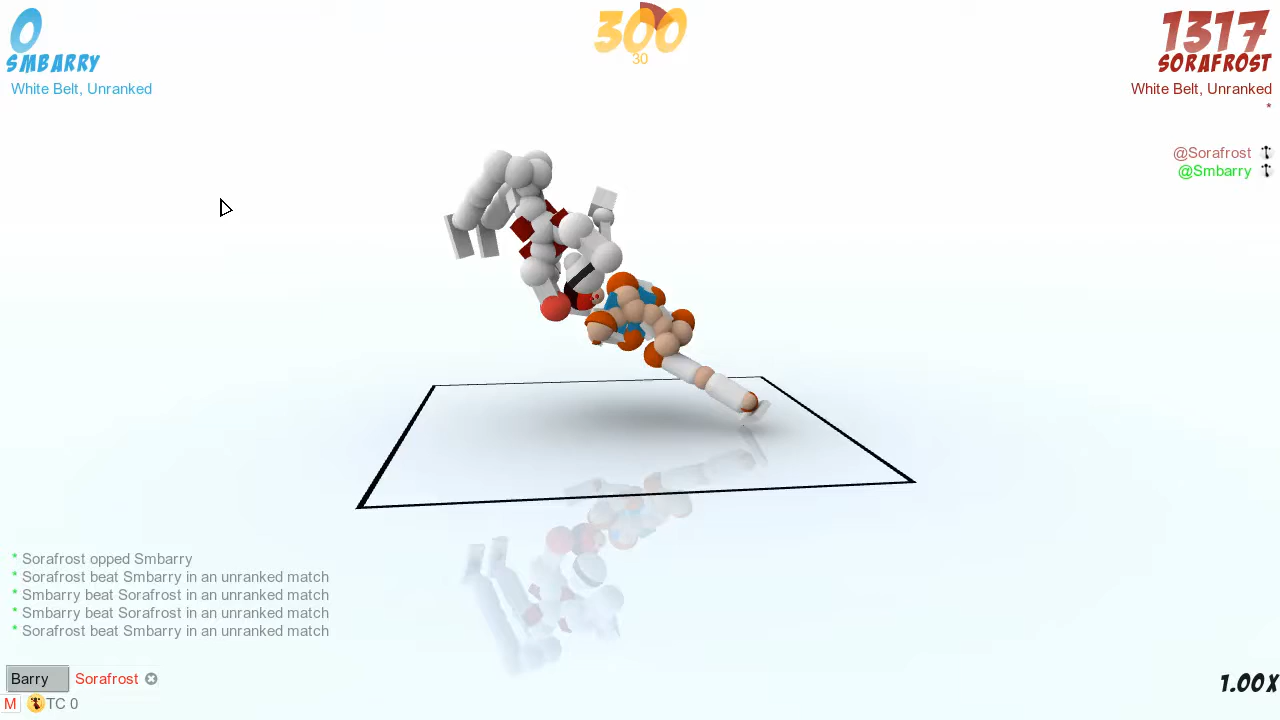 0
SMBARRY
White Belt, Unranked
300
30
1317
SORAFROST
White Belt, Unranked
*
@Sorafrost
@Smbarry
* Sorafrost opped Smbarry
* Sorafrost beat Smbarry in an unranked match
* Smbarry beat Sorafrost in an unranked match
* Smbarry beat Sorafrost in an unranked match
* Sorafrost beat Smbarry in an unranked match
Barry Sorafrost
M TC 0
1.00X